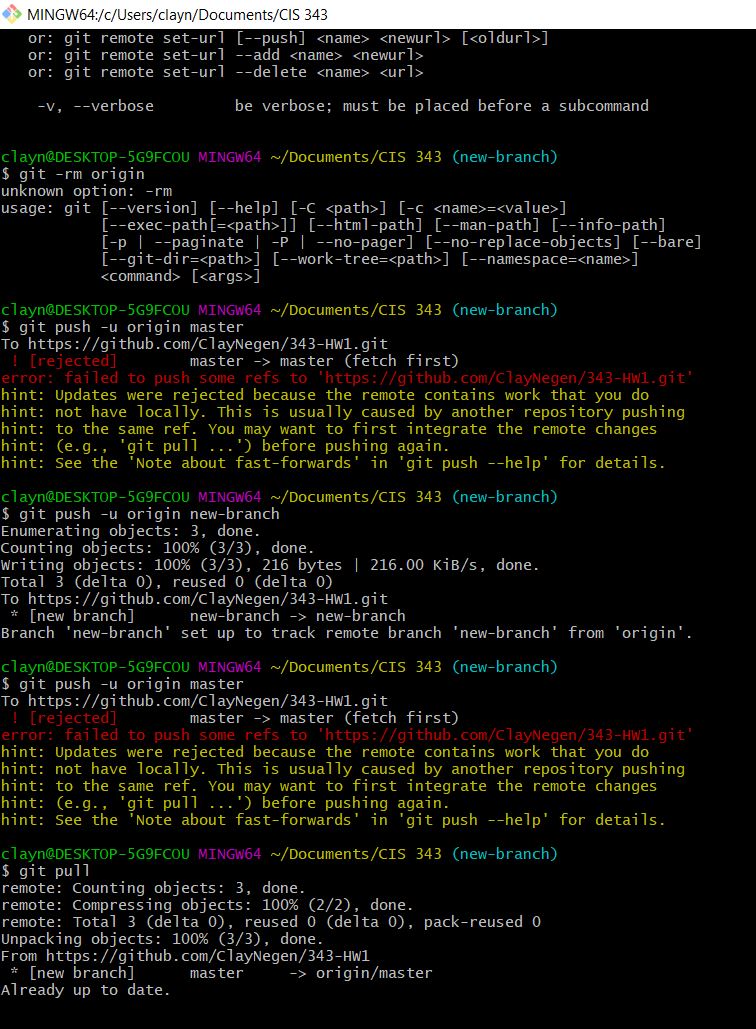 MINGW64:/c/Users/clayn/Documents/CIS 343
   or: git remote set-url [--push] <name> <newurl> [<oldurl>]
   or: git remote set-url --add <name> <newurl>
   or: git remote set-url --delete <name> <url>

    -v, --verbose         be verbose; must be placed before a subcommand

clayn@DESKTOP-5G9FCOU MINGW64 ~/Documents/CIS 343 (new-branch)
$ git -rm origin
unknown option: -rm
usage: git [--version] [--help] [-C <path>] [-c <name>=<value>]
           [--exec-path[=<path>]] [--html-path] [--man-path] [--info-path]
           [-p | --paginate | -P | --no-pager] [--no-replace-objects] [--bare]
           [--git-dir=<path>] [--work-tree=<path>] [--namespace=<name>]
           <command> [<args>]

clayn@DESKTOP-5G9FCOU MINGW64 ~/Documents/CIS 343 (new-branch)
$ git push -u origin master
To https://github.com/ClayNegen/343-HW1.git
 ! [rejected]        master -> master (fetch first)
error: failed to push some refs to 'https://github.com/ClayNegen/343-HW1.git'
hint: Updates were rejected because the remote contains work that you do
hint: not have locally. This is usually caused by another repository pushing
hint: to the same ref. You may want to first integrate the remote changes
hint: (e.g., 'git pull ...') before pushing again.
hint: See the 'Note about fast-forwards' in 'git push --help' for details.

clayn@DESKTOP-5G9FCOU MINGW64 ~/Documents/CIS 343 (new-branch)
$ git push -u origin new-branch
Enumerating objects: 3, done.
Counting objects: 100% (3/3), done.
Writing objects: 100% (3/3), 216 bytes | 216.00 KiB/s, done.
Total 3 (delta 0), reused 0 (delta 0)
To https://github.com/ClayNegen/343-HW1.git
 * [new branch]      new-branch -> new-branch
Branch 'new-branch' set up to track remote branch 'new-branch' from 'origin'.

clayn@DESKTOP-5G9FCOU MINGW64 ~/Documents/CIS 343 (new-branch)
$ git push -u origin master
To https://github.com/ClayNegen/343-HW1.git
 ! [rejected]        master -> master (fetch first)
error: failed to push some refs to 'https://github.com/ClayNegen/343-HW1.git'
hint: Updates were rejected because the remote contains work that you do
hint: not have locally. This is usually caused by another repository pushing
hint: to the same ref. You may want to first integrate the remote changes
hint: (e.g., 'git pull ...') before pushing again.
hint: See the 'Note about fast-forwards' in 'git push --help' for details.

clayn@DESKTOP-5G9FCOU MINGW64 ~/Documents/CIS 343 (new-branch)
$ git pull
remote: Counting objects: 3, done.
remote: Compressing objects: 100% (2/2), done.
remote: Total 3 (delta 0), reused 0 (delta 0), pack-reused 0
Unpacking objects: 100% (3/3), done.
From https://github.com/ClayNegen/343-HW1
 * [new branch]      master     -> origin/master
Already up to date.